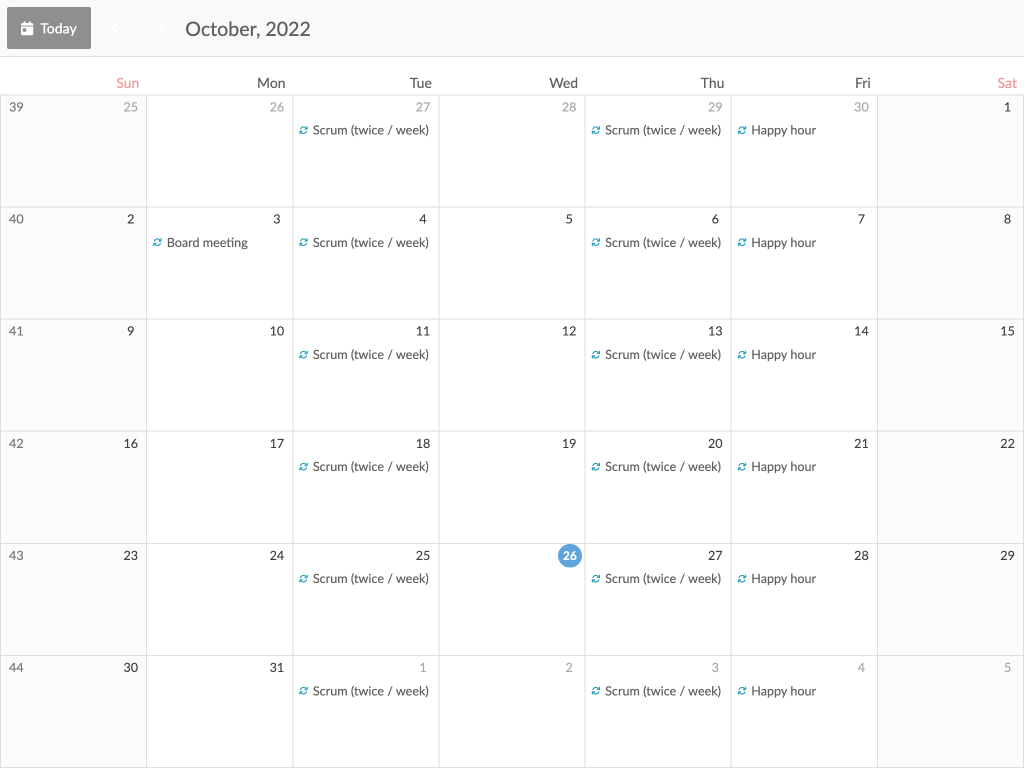 Today October, 2022
Sun Mon Tue Wed Thu Fri Sat
39 25 26 27 28 29 30 1
Scrum (twice / week) Scrum (twice / week) Happy hour
40 2 3 4 5 6 7 8
Board meeting Scrum (twice / week) Scrum (twice / week) Happy hour
41 9 10 11 12 13 14 15
Scrum (twice / week) Scrum (twice / week) Happy hour
42 16 17 18 19 20 21 22
Scrum (twice / week) Scrum (twice / week) Happy hour
43 23 24 25 26 27 28 29
Scrum (twice / week) Scrum (twice / week) Happy hour
44 30 31 1 2 3 4 5
Scrum (twice / week) Scrum (twice / week) Happy hour